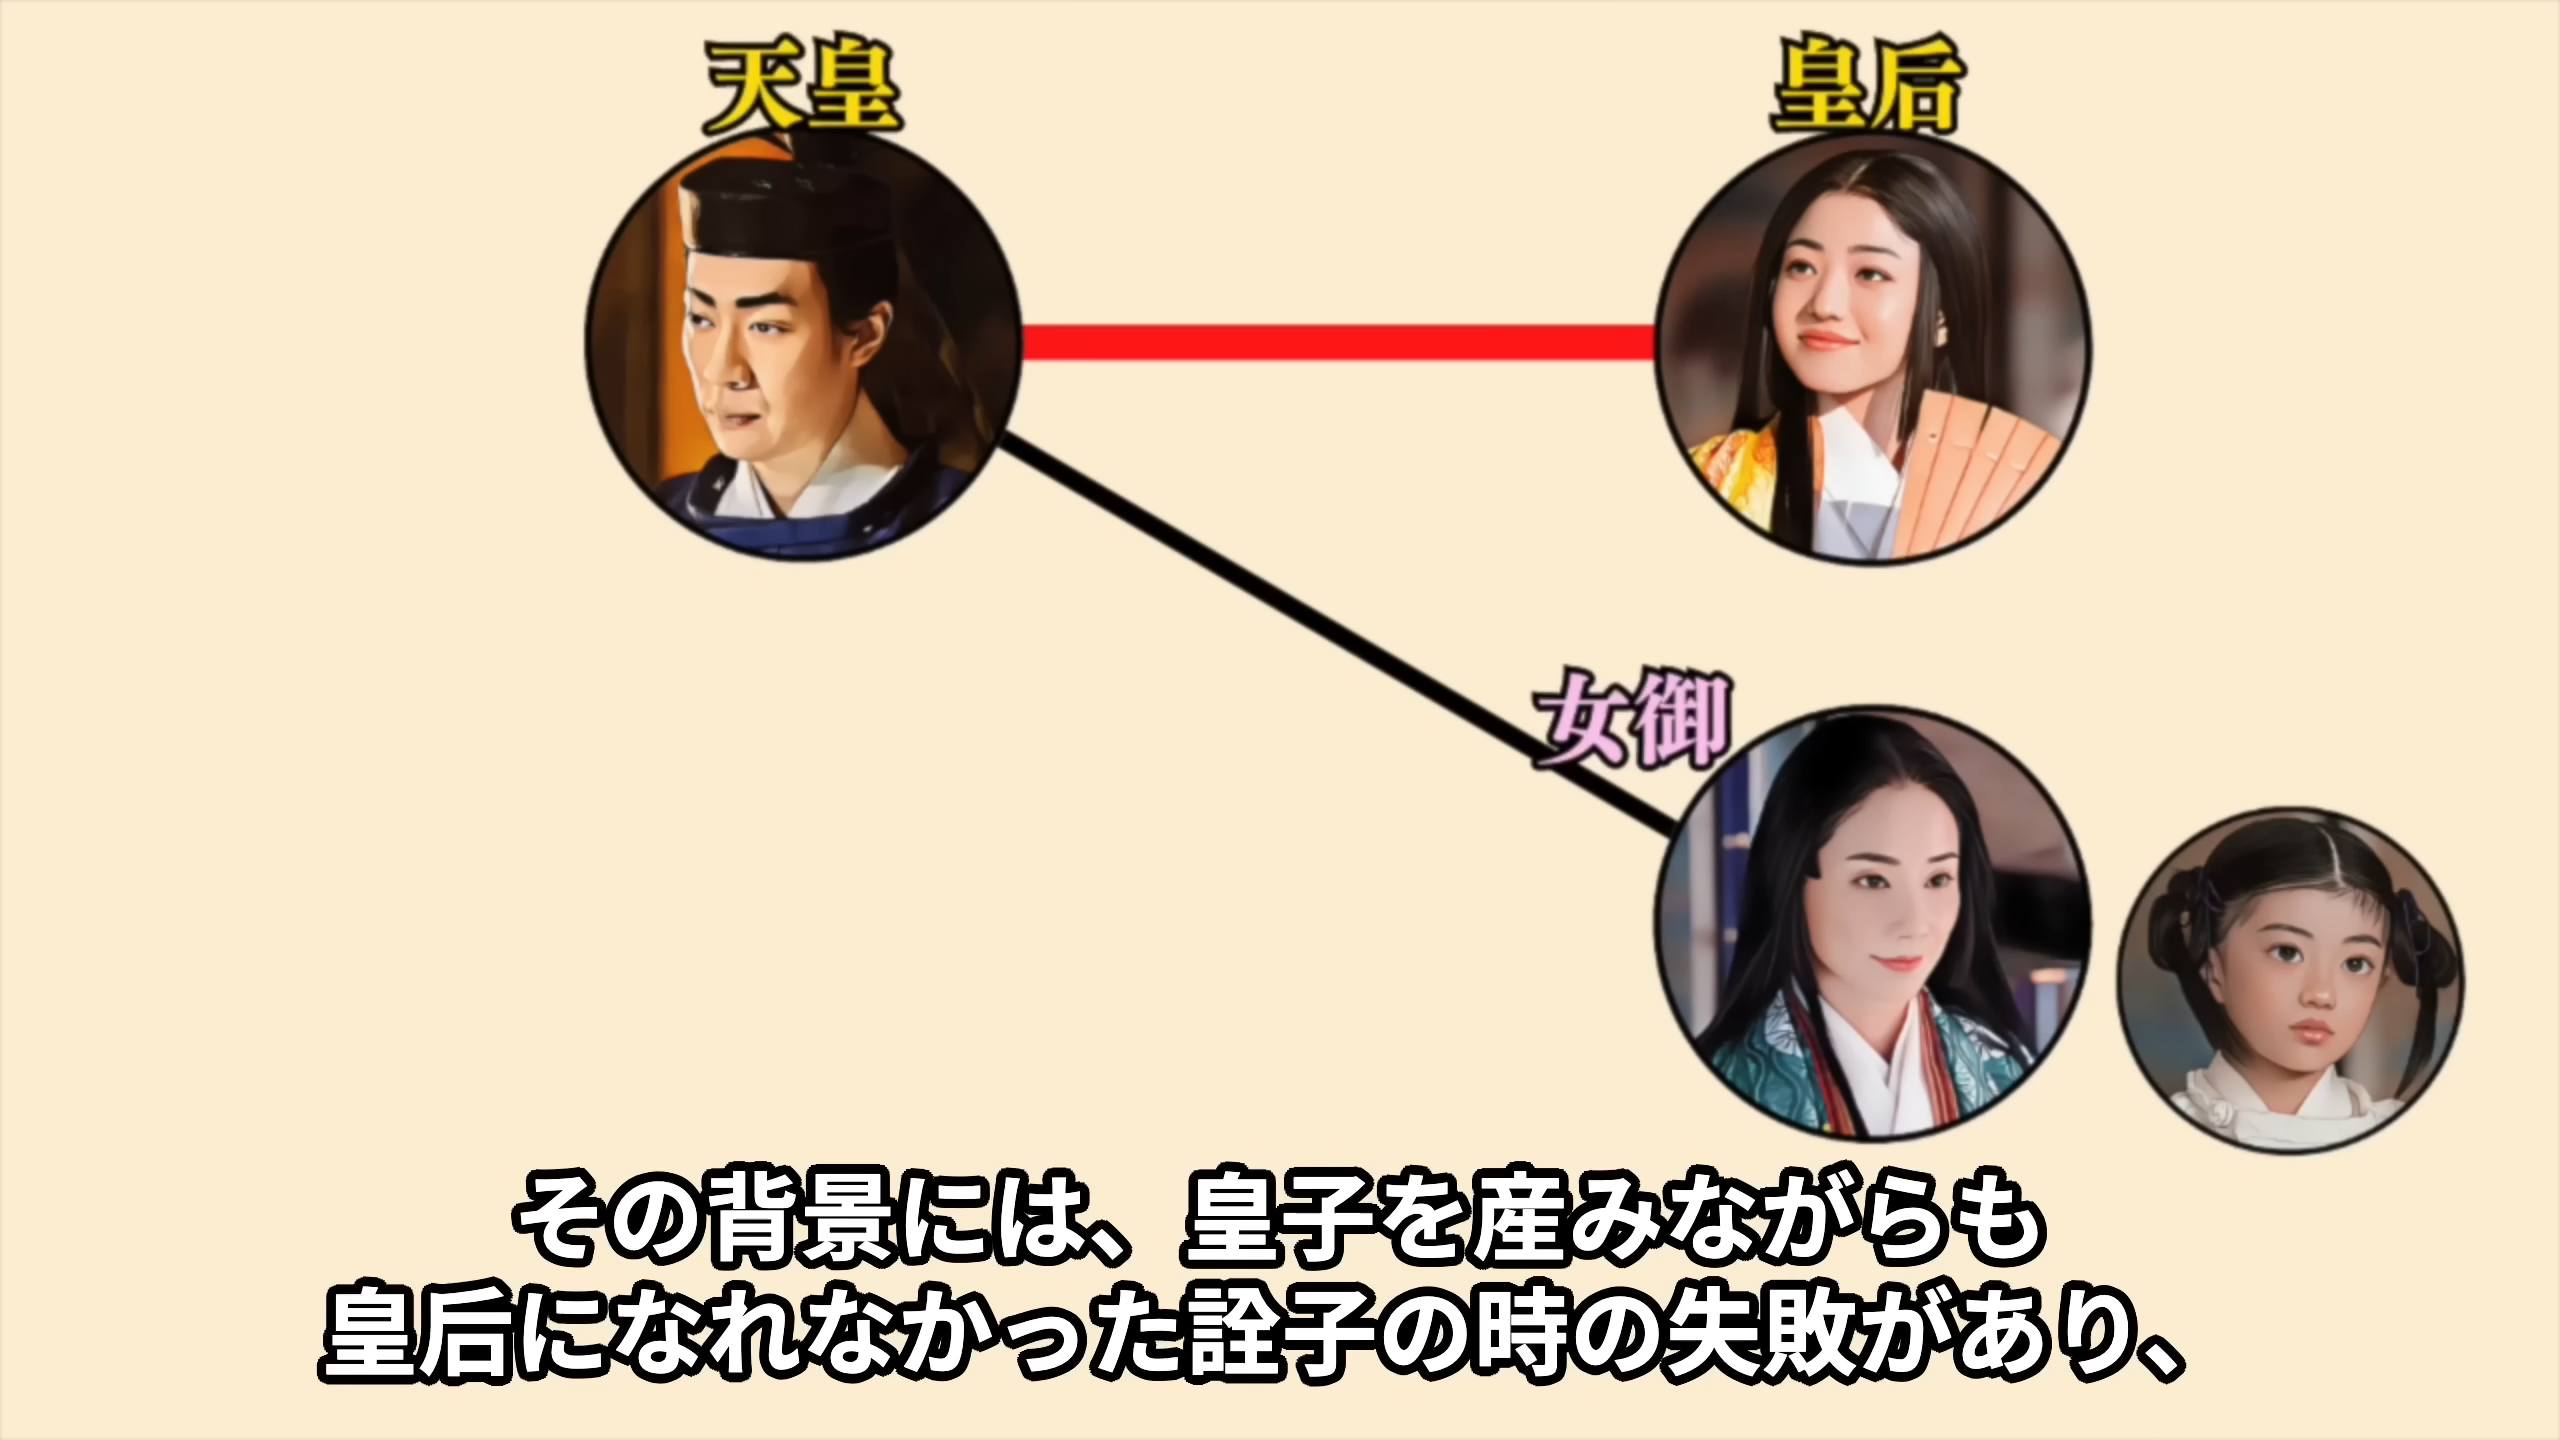 天皇
皇后
女御
その背景には、皇子を産みながらも
皇后になれなかった詮子の時の失敗があり、